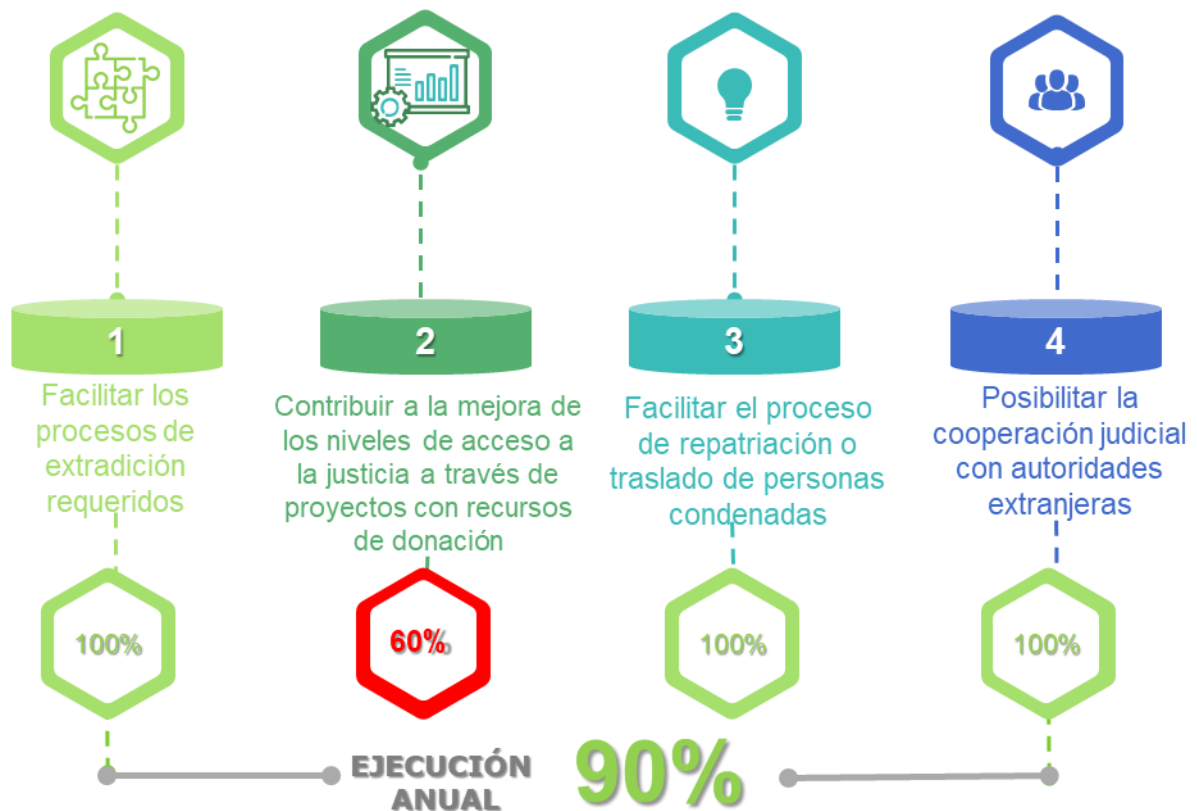 1
Facilitar los
procesos de
extradición
requeridos
100%
2
Contribuir a la mejora de
los niveles de acceso a
la justicia a través de
proyectos con recursos
de donación
60%
3
Facilitar el proceso
de repatriación o
traslado de personas
condenadas
100%
4
Posibilitar la
cooperación judicial
con autoridades
extranjeras
100%
EJECUCIÓN
ANUAL
90%